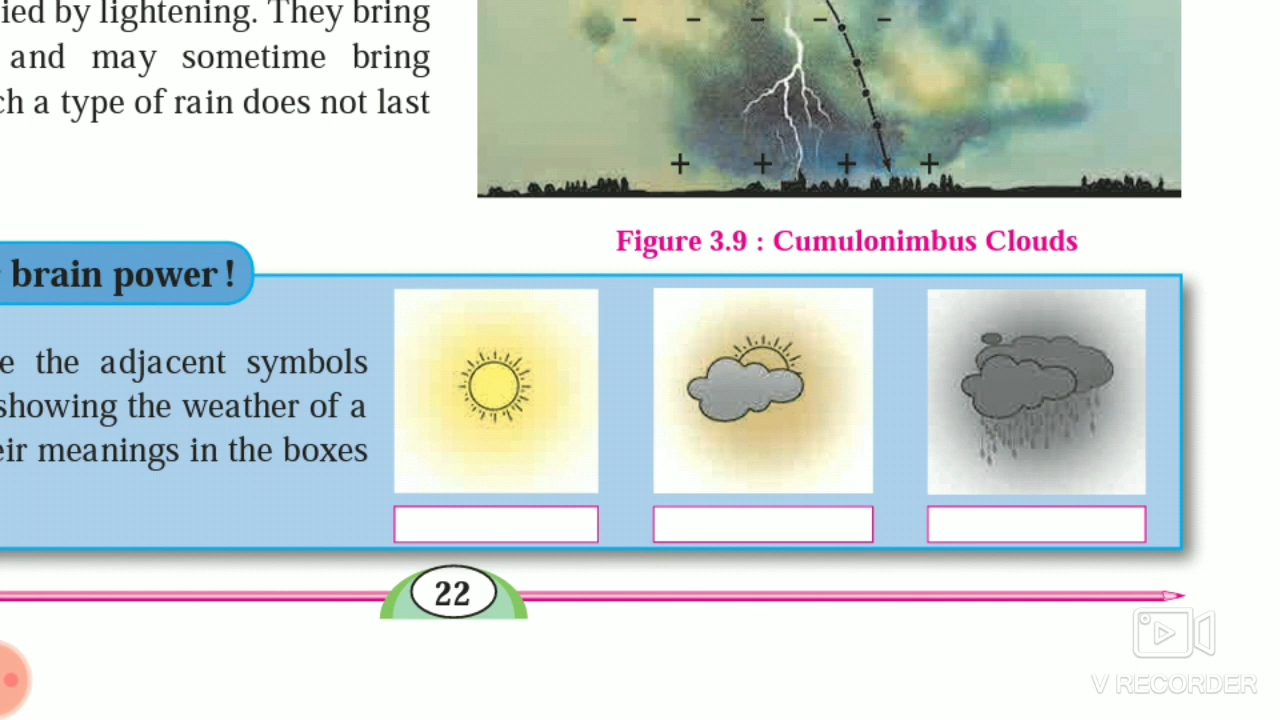 ied by lightening. They bring
and may sometime bring
ch a type of rain does not last
− − − − −
+ + + +
Figure 3.9 : Cumulonimbus Clouds
brain power !
e the adjacent symbols
showing the weather of a
eir meanings in the boxes
22
V RECORDER